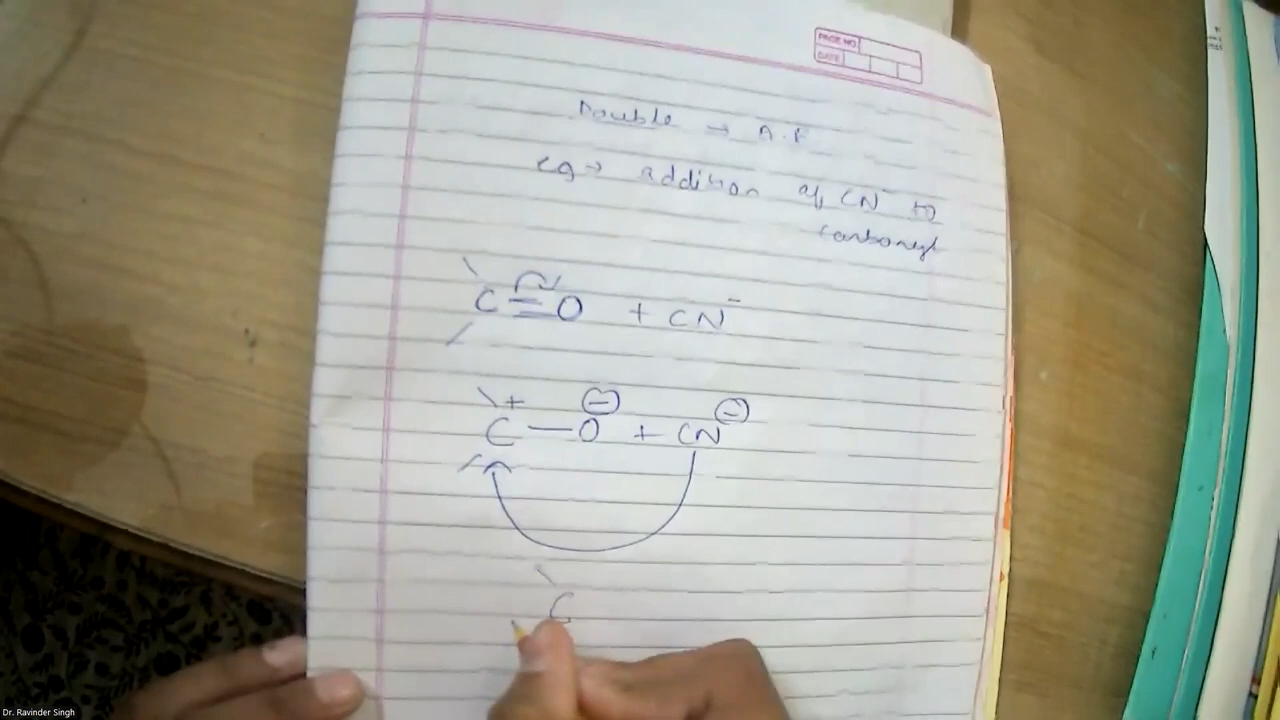 PAGE NO.
DATE
Double → A.F
eg → addition of CN⁻ to
carbonyl
C=O + CN⁻
C⁺—O⊖ + CN⊖
C
Dr. Ravinder Singh